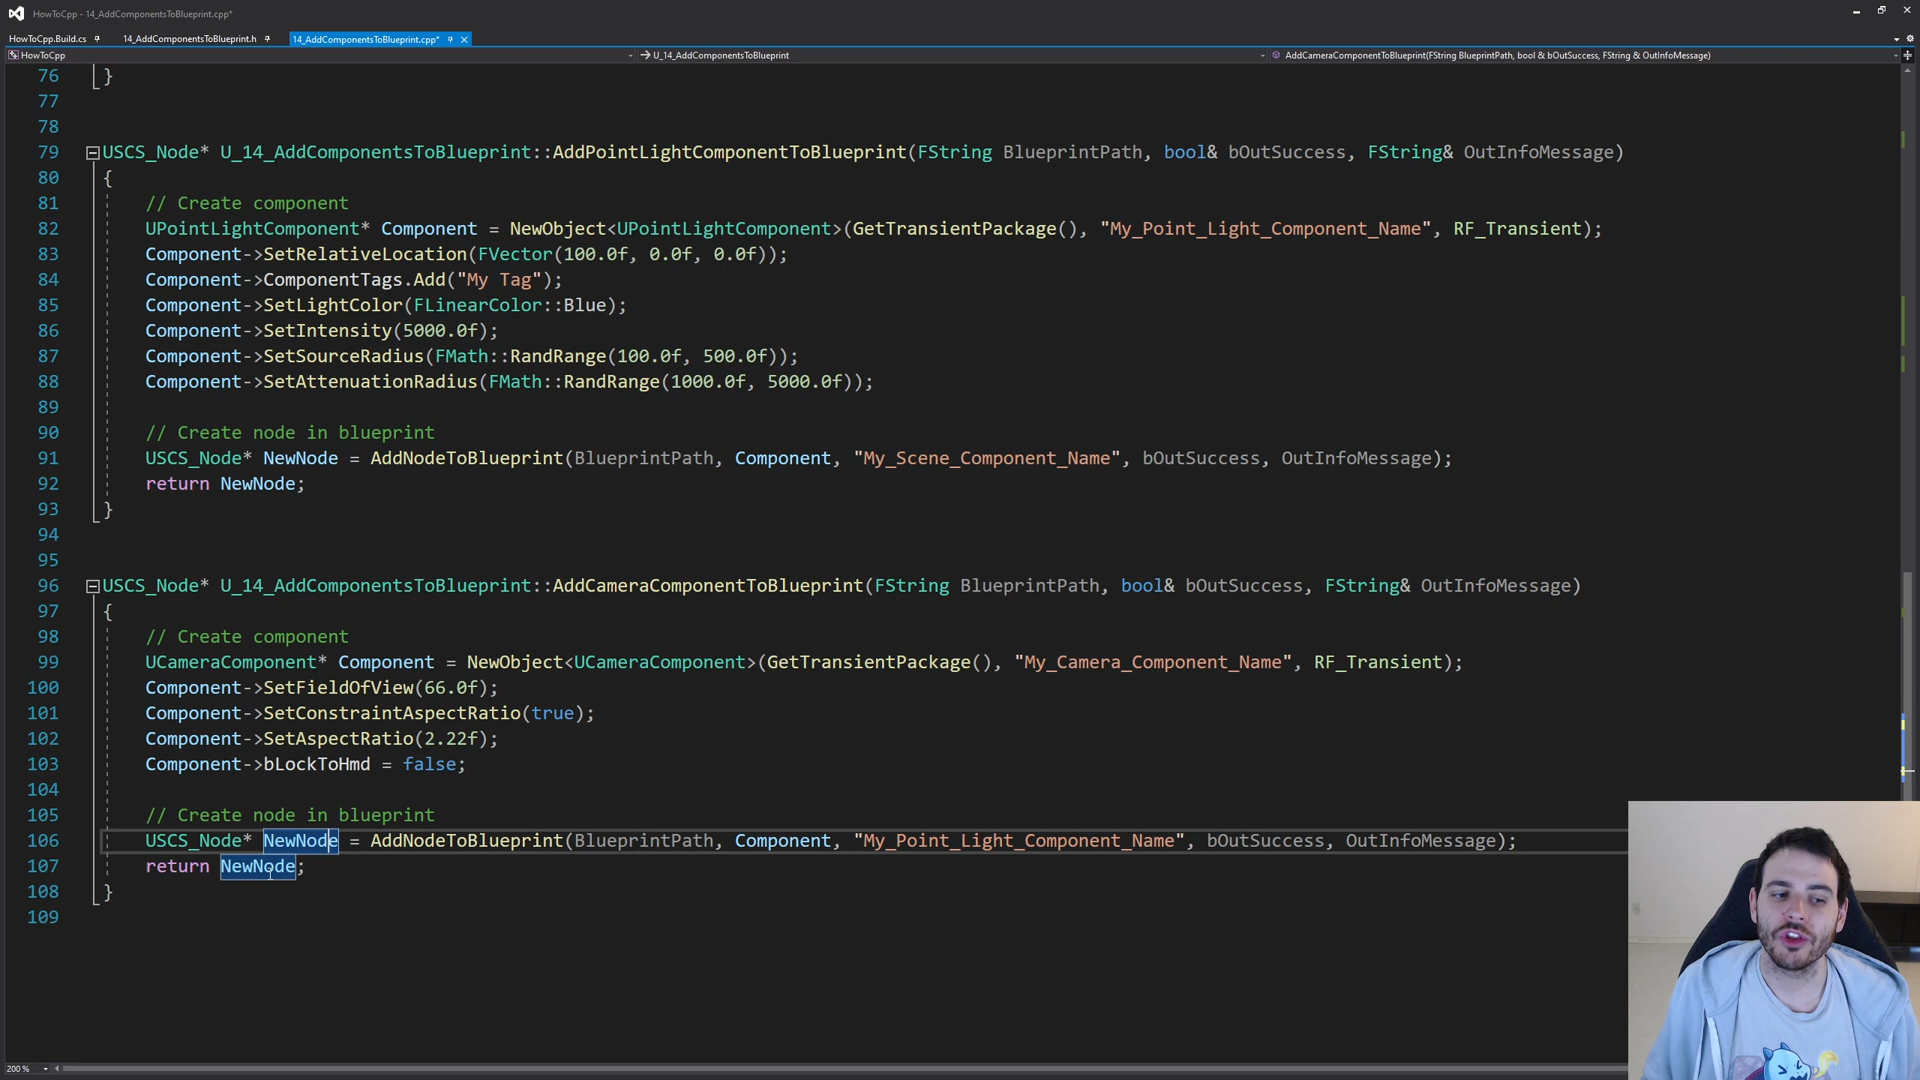 HowToCpp - 14_AddComponentsToBlueprint.cpp*
HowToCpp.Build.cs 14_AddComponentsToBlueprint.h 14_AddComponentsToBlueprint.cpp*
HowToCpp U_14_AddComponentsToBlueprint AddCameraComponentToBlueprint(FString BlueprintPath, bool & bOutSuccess, FString & OutInfoMessage)
76 }
77
78
79 USCS_Node* U_14_AddComponentsToBlueprint::AddPointLightComponentToBlueprint(FString BlueprintPath, bool& bOutSuccess, FString& OutInfoMessage)
80 {
81 // Create component
82 UPointLightComponent* Component = NewObject<UPointLightComponent>(GetTransientPackage(), "My_Point_Light_Component_Name", RF_Transient);
83 Component->SetRelativeLocation(FVector(100.0f, 0.0f, 0.0f));
84 Component->ComponentTags.Add("My Tag");
85 Component->SetLightColor(FLinearColor::Blue);
86 Component->SetIntensity(5000.0f);
87 Component->SetSourceRadius(FMath::RandRange(100.0f, 500.0f));
88 Component->SetAttenuationRadius(FMath::RandRange(1000.0f, 5000.0f));
89
90 // Create node in blueprint
91 USCS_Node* NewNode = AddNodeToBlueprint(BlueprintPath, Component, "My_Scene_Component_Name", bOutSuccess, OutInfoMessage);
92 return NewNode;
93 }
94
95
96 USCS_Node* U_14_AddComponentsToBlueprint::AddCameraComponentToBlueprint(FString BlueprintPath, bool& bOutSuccess, FString& OutInfoMessage)
97 {
98 // Create component
99 UCameraComponent* Component = NewObject<UCameraComponent>(GetTransientPackage(), "My_Camera_Component_Name", RF_Transient);
100 Component->SetFieldOfView(66.0f);
101 Component->SetConstraintAspectRatio(true);
102 Component->SetAspectRatio(2.22f);
103 Component->bLockToHmd = false;
104
105 // Create node in blueprint
106 USCS_Node* NewNode = AddNodeToBlueprint(BlueprintPath, Component, "My_Point_Light_Component_Name", bOutSuccess, OutInfoMessage);
107 return NewNode;
108 }
109
200 %